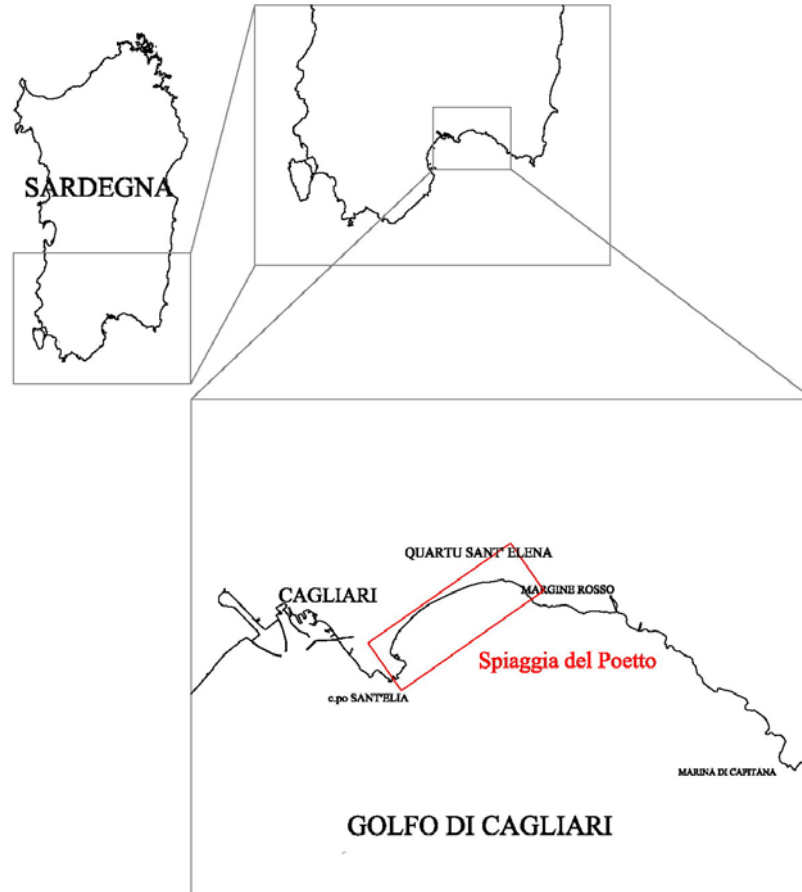 SARDEGNA
QUARTU SANT' ELENA
CAGLIARI
MARGINE ROSSO
Spiaggia del Poetto
c.po SANT'ELIA
MARINA DI CAPITANA
GOLFO DI CAGLIARI